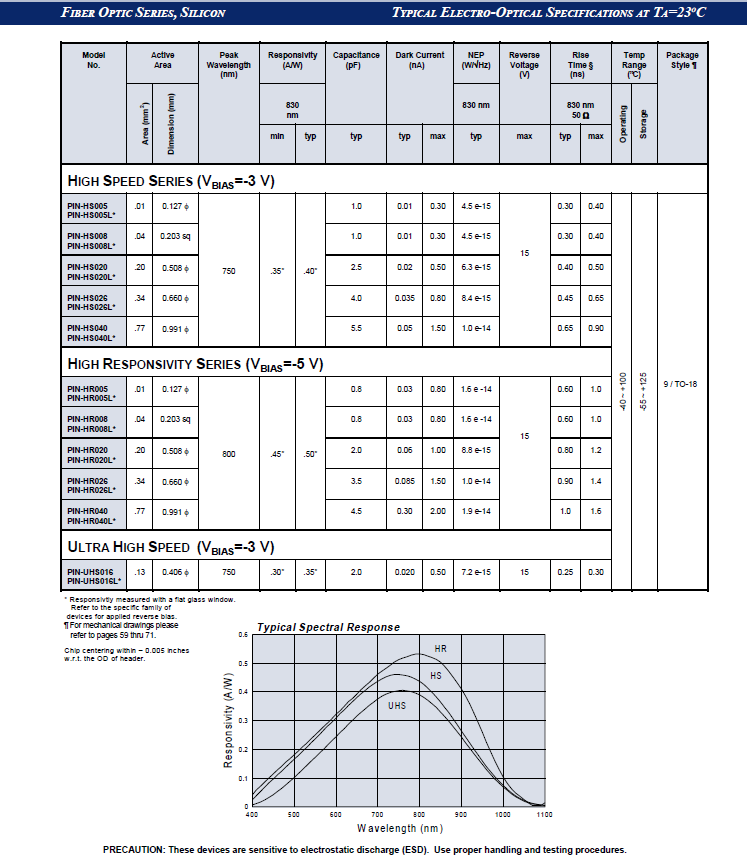 FIBER OPTIC SERIES, SILICON TYPICAL ELECTRO-OPTICAL SPECIFICATIONS AT TA=23ºC
Model No. Active Area Peak Wavelength (nm) Responsivity (A/W) Capacitance (pF) Dark Current (nA) NEP (W/√Hz) Reverse Voltage (V) Rise Time § (ns) Temp Range (ºC) Package Style ¶
Area (mm²) Dimension (mm) 830 nm 830 nm 830 nm 50 Ω Operating Storage
min typ typ typ max typ max typ max
HIGH SPEED SERIES (VBIAS=-3 V)
PIN-HS005 .01 0.127 ϕ 1.0 0.01 0.30 4.5 e-15 0.30 0.40
PIN-HS005L*
PIN-HS008 .04 0.203 sq 1.0 0.01 0.30 4.5 e-15 0.30 0.40
PIN-HS008L*
15
PIN-HS020 .20 0.508 ϕ 750 .35* .40* 2.5 0.02 0.50 6.3 e-15 0.40 0.50
PIN-HS020L*
PIN-HS026 .34 0.660 ϕ 4.0 0.035 0.80 8.4 e-15 0.45 0.65
PIN-HS026L*
PIN-HS040 .77 0.991 ϕ 5.5 0.05 1.50 1.0 e-14 0.65 0.90
PIN-HS040L*
HIGH RESPONSIVITY SERIES (VBIAS=-5 V)
PIN-HR005 .01 0.127 ϕ 0.8 0.03 0.80 1.6 e -14 0.60 1.0 -40 ~ +100 -55 ~ +125 9 / TO-18
PIN-HR005L*
PIN-HR008 .04 0.203 sq 0.8 0.03 0.80 1.6 e -14 0.60 1.0
PIN-HR008L*
15
PIN-HR020 .20 0.508 ϕ 800 .45* .50* 2.0 0.06 1.00 8.8 e-15 0.80 1.2
PIN-HR020L*
PIN-HR026 .34 0.660 ϕ 3.5 0.085 1.50 1.0 e-14 0.90 1.4
PIN-HR026L*
PIN-HR040 .77 0.991 ϕ 4.5 0.30 2.00 1.9 e-14 1.0 1.6
PIN-HR040L*
ULTRA HIGH SPEED (VBIAS=-3 V)
PIN-UHS016 .13 0.406 ϕ 750 .30* .35* 2.0 0.020 0.50 7.2 e-15 15 0.25 0.30
PIN-UHS016L*
* Responsivtiy measured with a flat glass window.
Refer to the specific family of
devices for applied reverse bias.
¶ For mechanical drawings please
refer to pages 59 thru 71.
Chip centering within ~ 0.005 inches
w.r.t. the OD of header.
Typical Spectral Response
Responsivity (A/W)
0.6
0.5
0.4
0.3
0.2
0.1
0
HR
HS
UHS
400 500 600 700 800 900 1000 1100
Wavelength (nm)
PRECAUTION: These devices are sensitive to electrostatic discharge (ESD). Use proper handling and testing procedures.